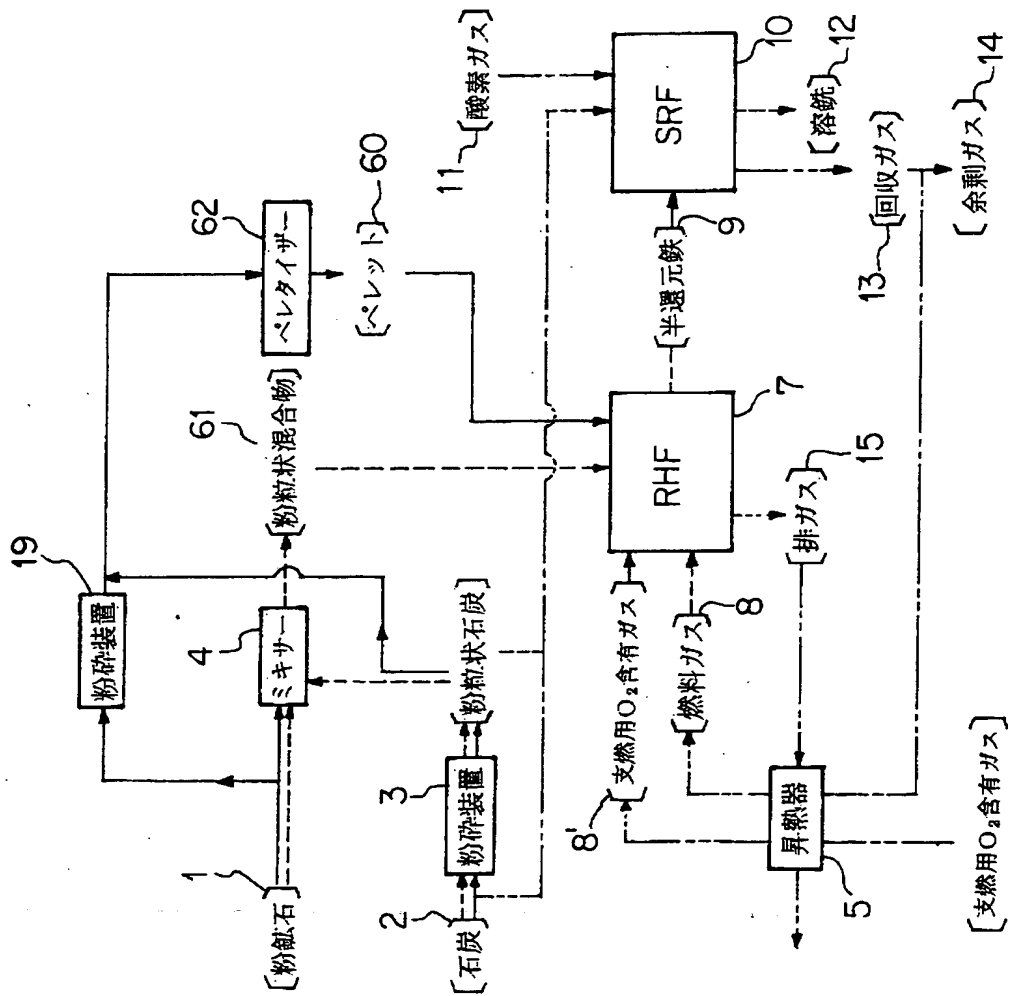 [粉鉱石]
1
[石炭]
2
粉砕装置
3
[粉粒状石炭]
粉砕装置
19
ミキサー
4
[粉粒状混合物]
61
ペレタイザー
62
[ペレット]
60
[支燃用O₂含有ガス]
8'
[燃料ガス]
8
RHF
7
[半還元鉄]
9
11
[酸素ガス]
SRF
10
[溶銑]
12
13
[回収ガス]
[余剰ガス]
14
[排ガス]
15
昇熱器
5
[支燃用O₂含有ガス]